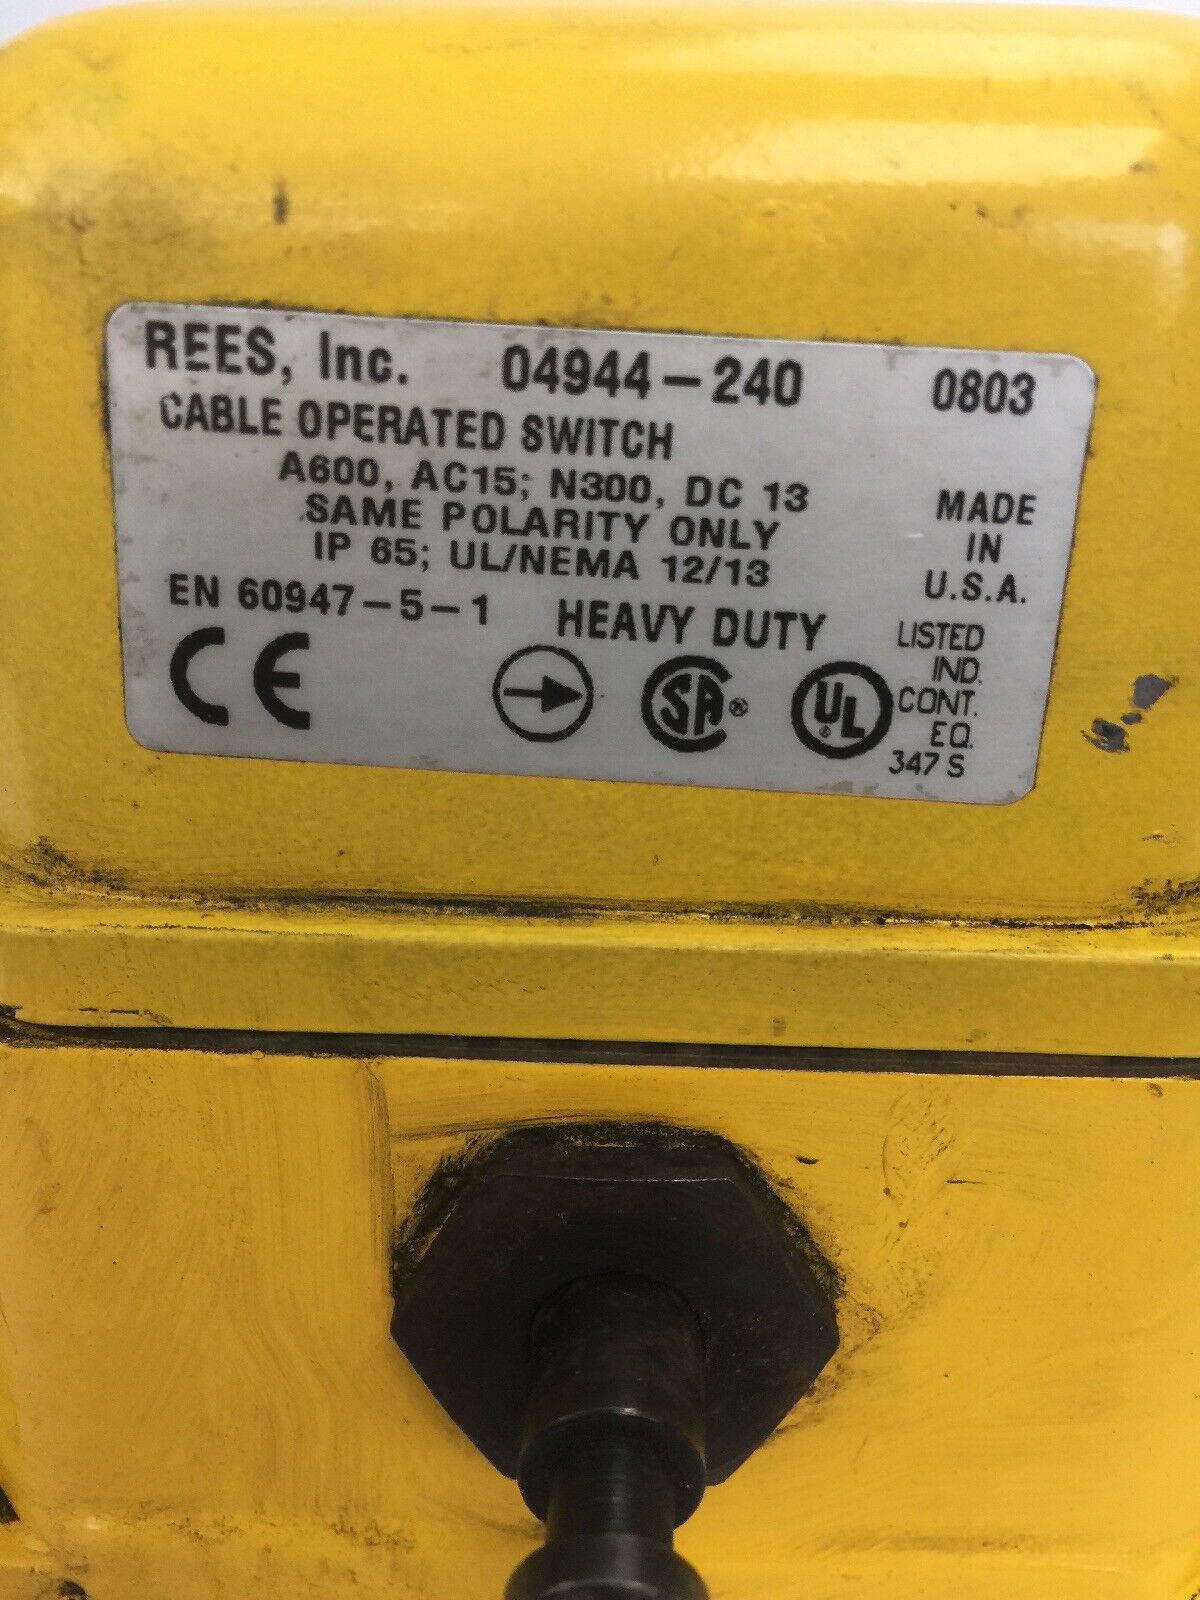 REES, Inc. 04944-240 0803
CABLE OPERATED SWITCH
A600, AC15; N300, DC 13
SAME POLARITY ONLY
IP 65; UL/NEMA 12/13
MADE
IN
U.S.A.
EN 60947-5-1 HEAVY DUTY
CE SA® UL®
LISTED
IND.
CONT.
EQ.
347 S